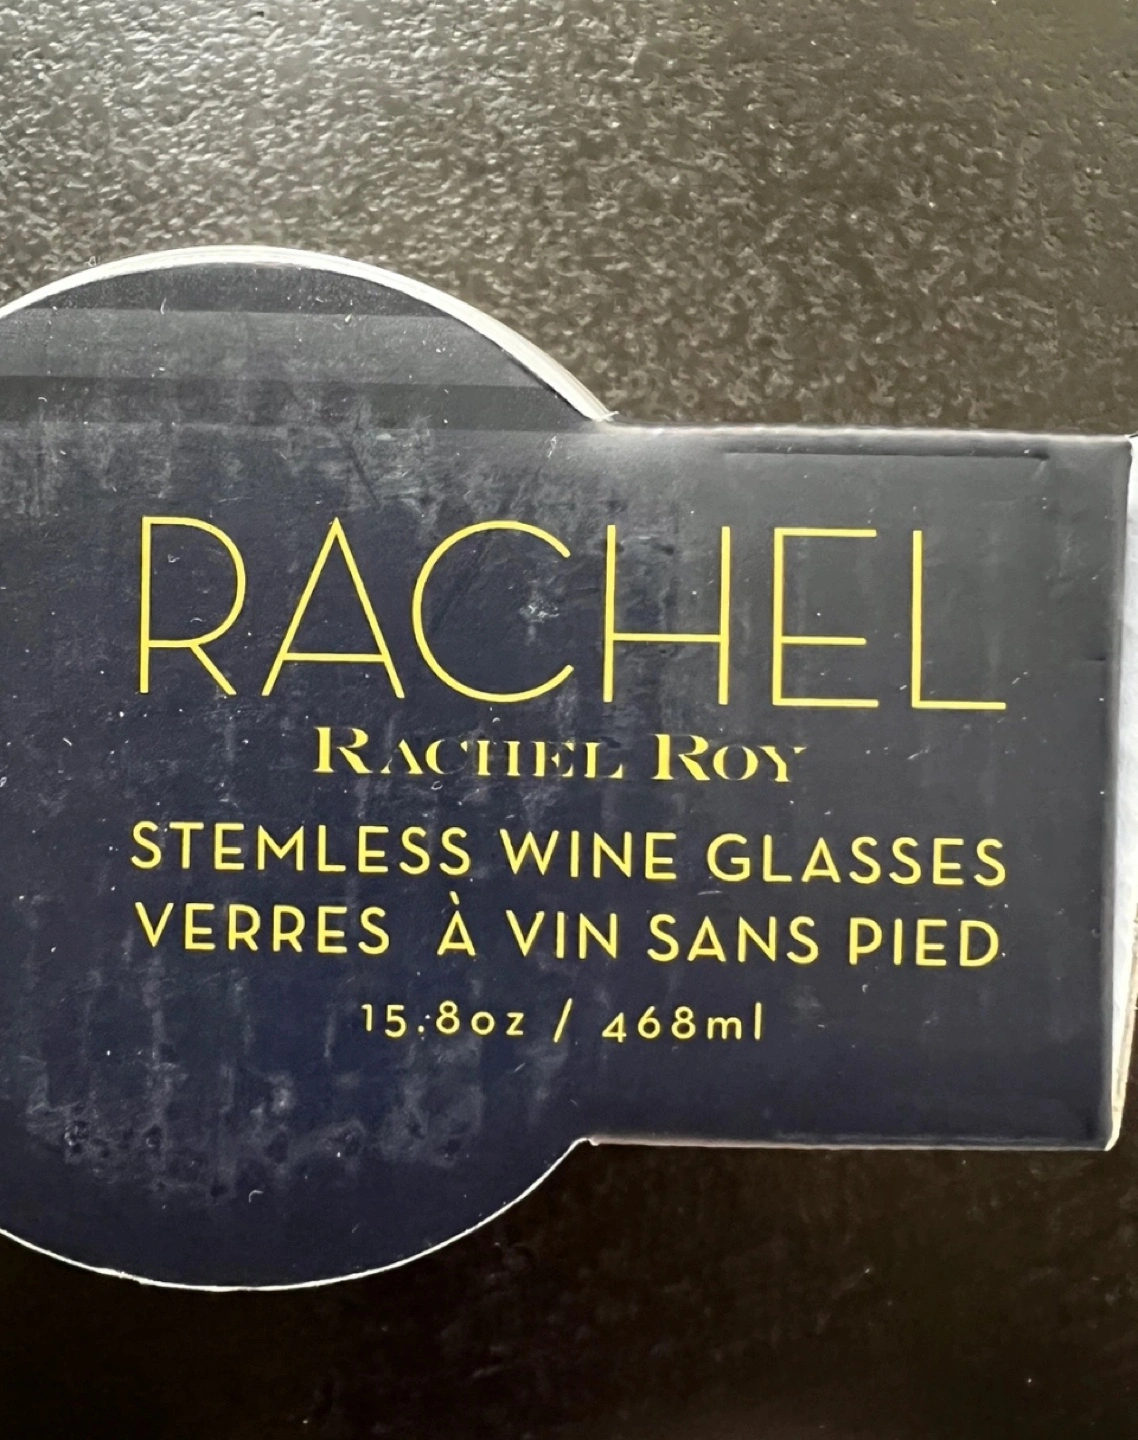 RACHEL
RACHEL ROY
STEMLESS WINE GLASSES
VERRES À VIN SANS PIED
15.8oz / 468ml